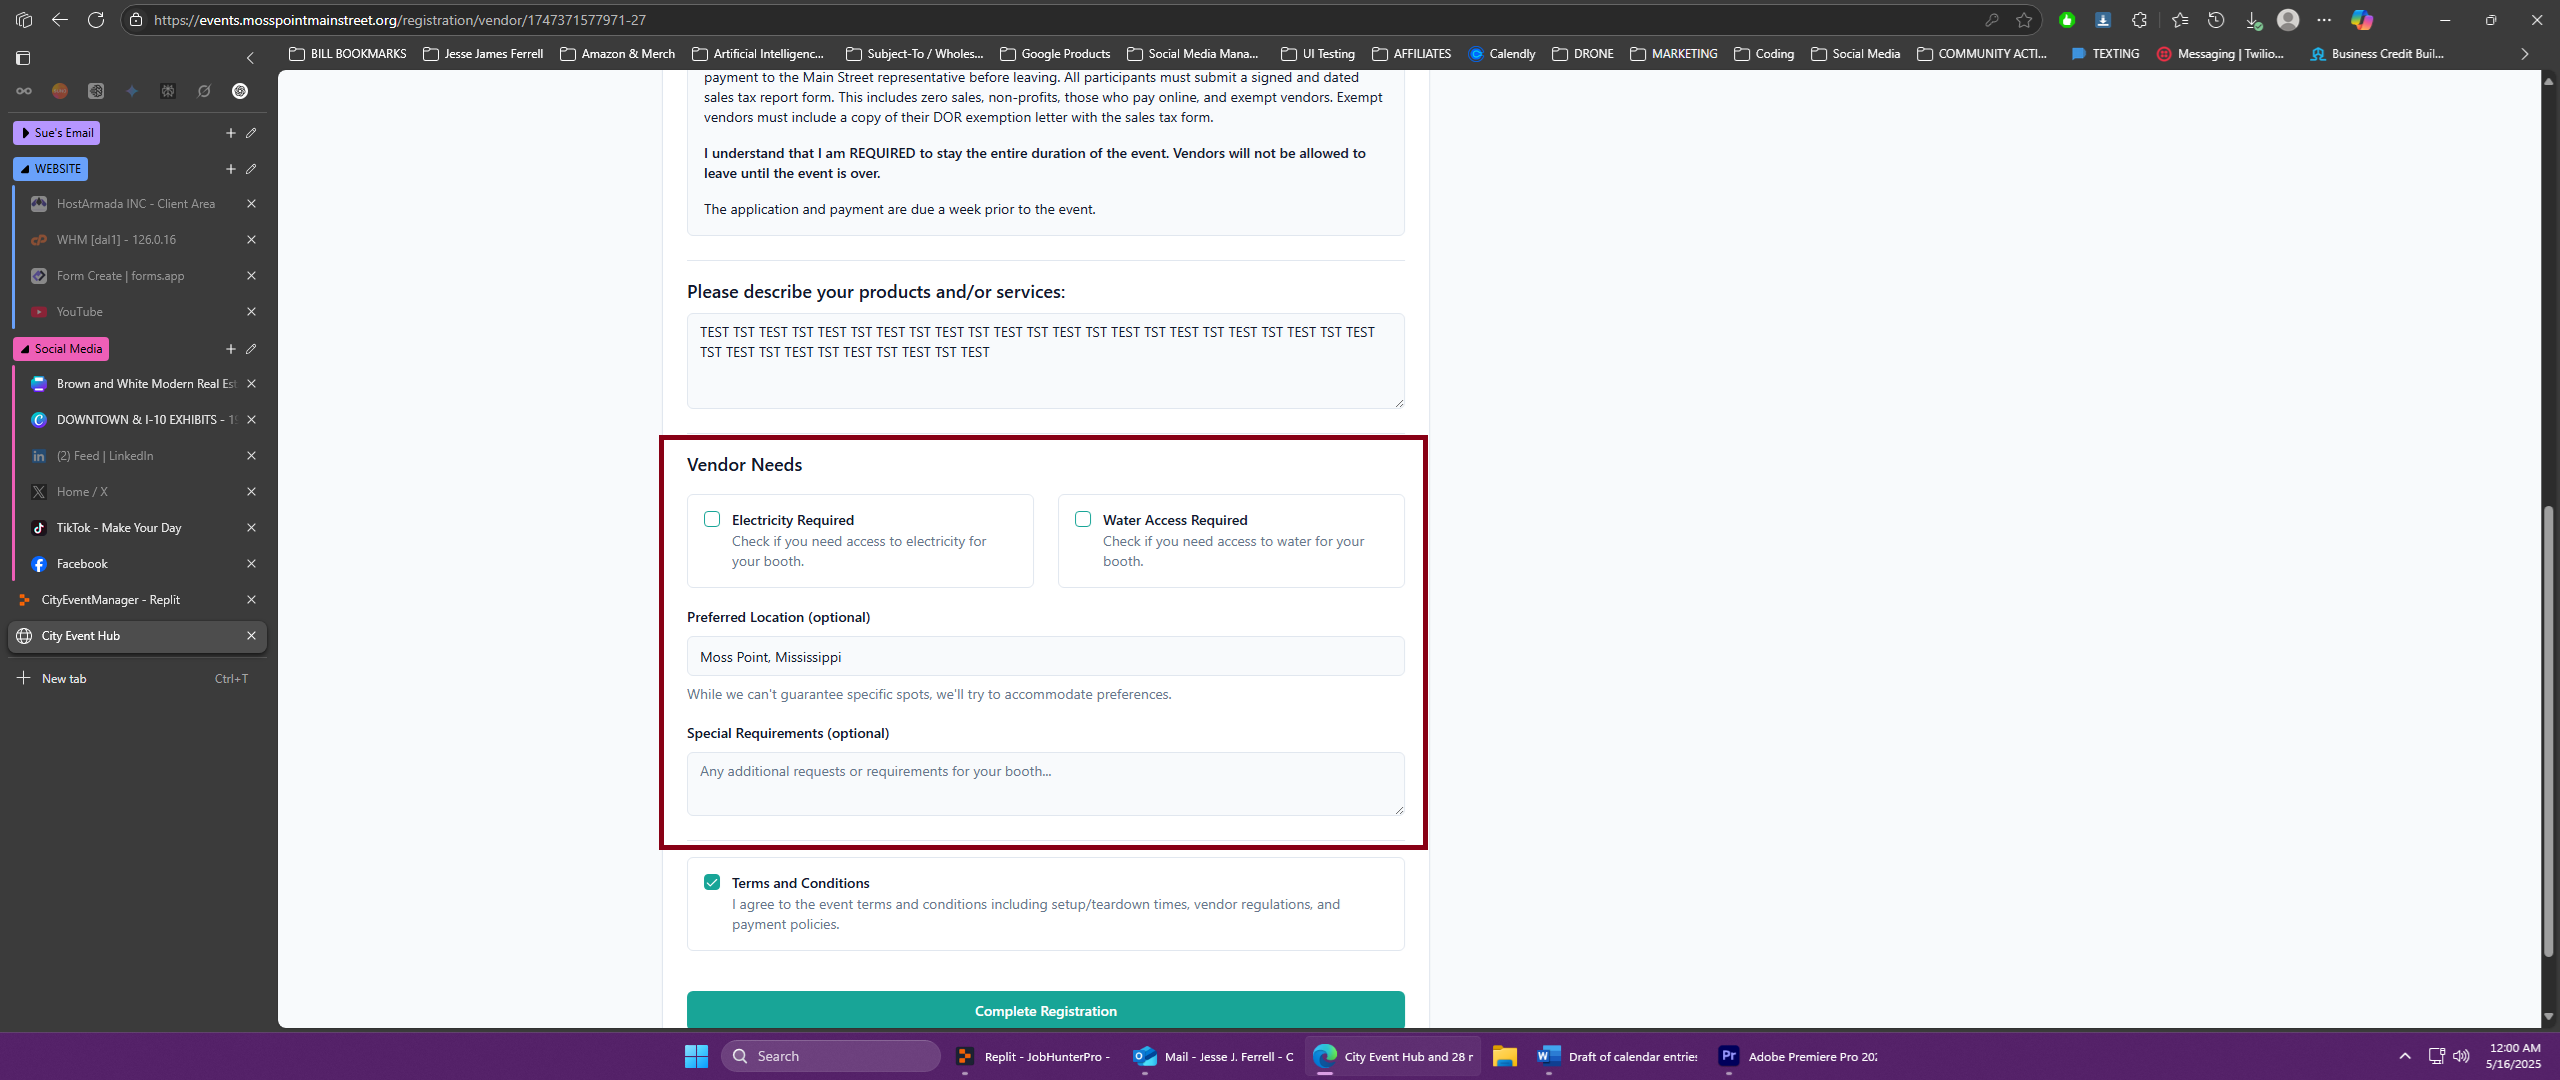 https://events.mosspointmainstreet.org/registration/vendor/1747371577971-27
BILL BOOKMARKS
Jesse James Ferrell
Amazon & Merch
Artificial Intelligenc...
Subject-To / Wholes...
Google Products
Social Media Mana...
UI Testing
AFFILIATES
Calendly
DRONE
MARKETING
Coding
Social Media
COMMUNITY ACTI...
TEXTING
Messaging | Twilio...
Business Credit Buil...
Sue's Email
WEBSITE
HostArmada INC - Client Area
WHM [dal1] - 126.0.16
Form Create | forms.app
YouTube
Social Media
Brown and White Modern Real Est
DOWNTOWN & I-10 EXHIBITS - 19
(2) Feed | LinkedIn
Home / X
TikTok - Make Your Day
Facebook
CityEventManager - Replit
City Event Hub
New tab Ctrl+T
payment to the Main Street representative before leaving. All participants must submit a signed and dated
sales tax report form. This includes zero sales, non-profits, those who pay online, and exempt vendors. Exempt
vendors must include a copy of their DOR exemption letter with the sales tax form.
I understand that I am REQUIRED to stay the entire duration of the event. Vendors will not be allowed to
leave until the event is over.
The application and payment are due a week prior to the event.
Please describe your products and/or services:
TEST TST TEST TST TEST TST TEST TST TEST TST TEST TST TEST TST TEST TST TEST TST TEST TST TEST TST TEST
TST TEST TST TEST TST TEST TST TEST TST TEST
Vendor Needs
Electricity Required
Check if you need access to electricity for
your booth.
Water Access Required
Check if you need access to water for your
booth.
Preferred Location (optional)
Moss Point, Mississippi
While we can't guarantee specific spots, we'll try to accommodate preferences.
Special Requirements (optional)
Any additional requests or requirements for your booth...
Terms and Conditions
I agree to the event terms and conditions including setup/teardown times, vendor regulations, and
payment policies.
Complete Registration
Search
Replit - JobHunterPro -
Mail - Jesse J. Ferrell - C
City Event Hub and 28 r
Draft of calendar entries
Pr
Adobe Premiere Pro 202
12:00 AM
5/16/2025